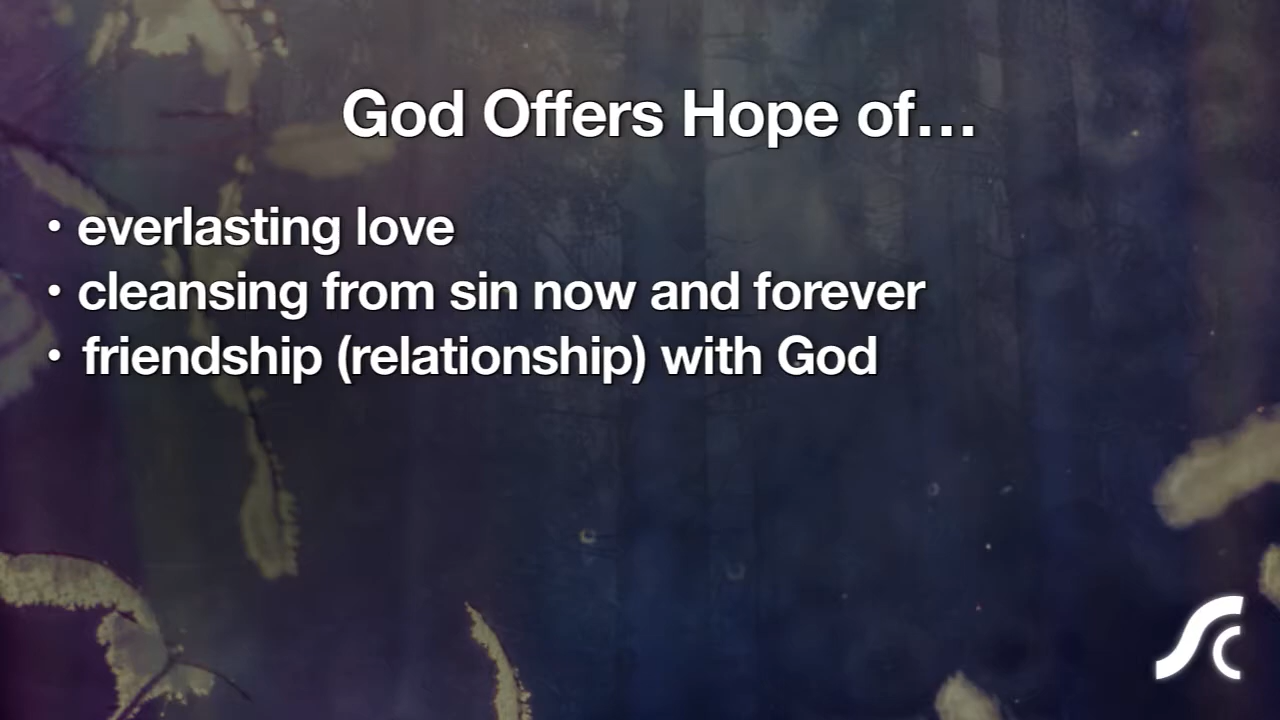 God Offers Hope of…
• everlasting love
• cleansing from sin now and forever
• friendship (relationship) with God